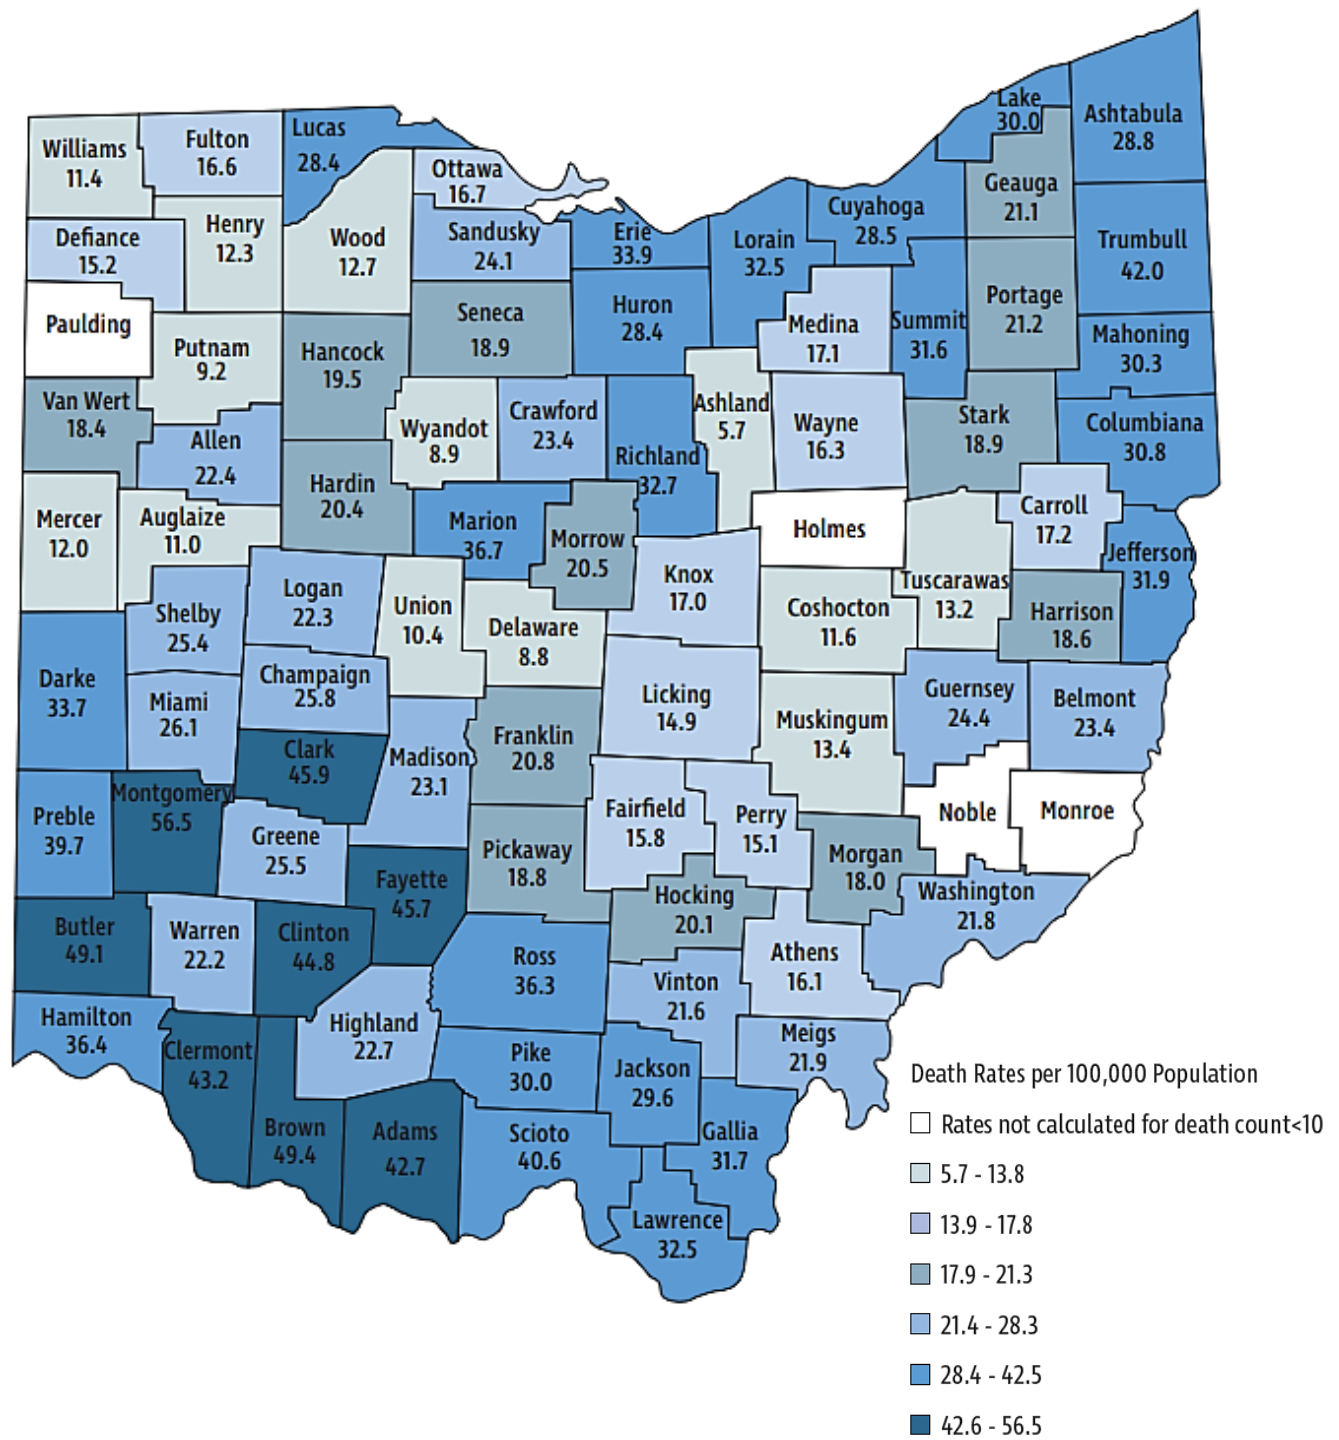 Lake
30.0
Ashtabula
28.8
Lucas
28.4
Fulton
16.6
Williams
11.4
Ottawa
16.7
Geauga
21.1
Cuyahoga
28.5
Henry
12.3
Defiance
15.2
Wood
12.7
Sandusky
24.1
Erie
33.9
Lorain
32.5
Trumbull
42.0
Paulding
Seneca
18.9
Huron
28.4
Medina
17.1
Summit
31.6
Portage
21.2
Mahoning
30.3
Putnam
9.2
Hancock
19.5
Van Wert
18.4
Wyandot
8.9
Crawford
23.4
Ashland
5.7
Wayne
16.3
Stark
18.9
Columbiana
30.8
Allen
22.4
Richland
32.7
Hardin
20.4
Mercer
12.0
Auglaize
11.0
Marion
36.7
Morrow
20.5
Holmes
Carroll
17.2
Jefferson
31.9
Logan
22.3
Knox
17.0
Tuscarawas
13.2
Shelby
25.4
Union
10.4
Delaware
8.8
Coshocton
11.6
Harrison
18.6
Darke
33.7
Champaign
25.8
Miami
26.1
Licking
14.9
Guernsey
24.4
Belmont
23.4
Muskingum
13.4
Clark
45.9
Madison
23.1
Franklin
20.8
Montgomery
56.5
Preble
39.7
Greene
25.5
Fairfield
15.8
Perry
15.1
Noble
Monroe
Pickaway
18.8
Morgan
18.0
Fayette
45.7
Hocking
20.1
Washington
21.8
Butler
49.1
Warren
22.2
Clinton
44.8
Ross
36.3
Athens
16.1
Vinton
21.6
Hamilton
36.4
Highland
22.7
Meigs
21.9
Clermont
43.2
Pike
30.0
Jackson
29.6
Brown
49.4
Adams
42.7
Scioto
40.6
Gallia
31.7
Lawrence
32.5
Death Rates per 100,000 Population
Rates not calculated for death count<10
5.7 - 13.8
13.9 - 17.8
17.9 - 21.3
21.4 - 28.3
28.4 - 42.5
42.6 - 56.5